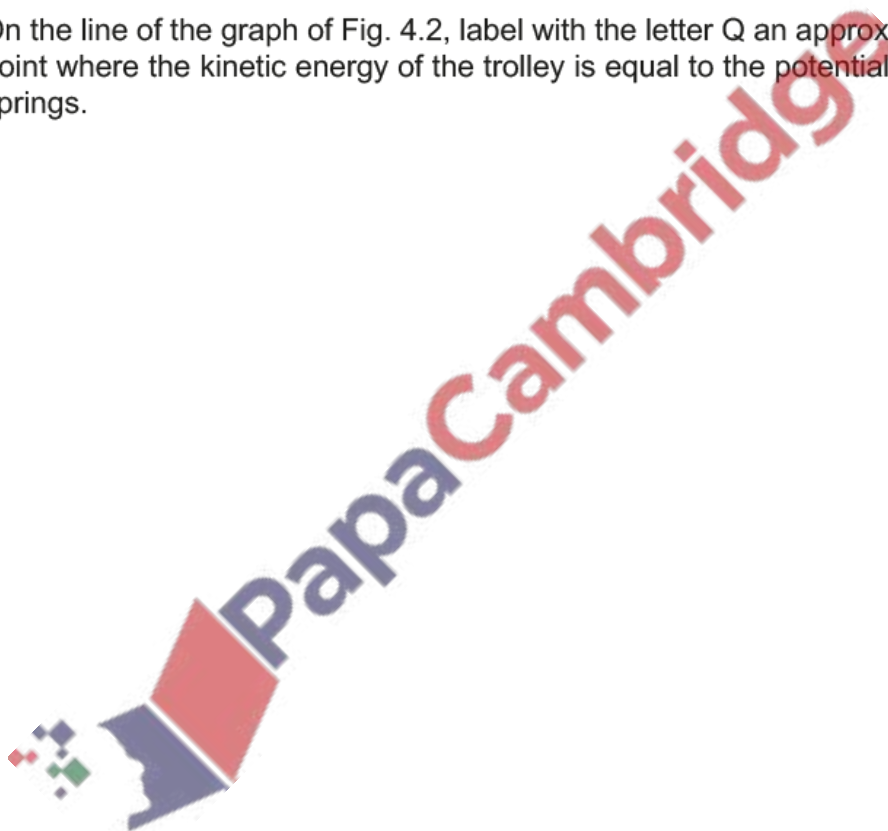 On the line of the graph of Fig. 4.2, label with the letter Q an approx
oint where the kinetic energy of the trolley is equal to the potential
prings.
PapaCambridge